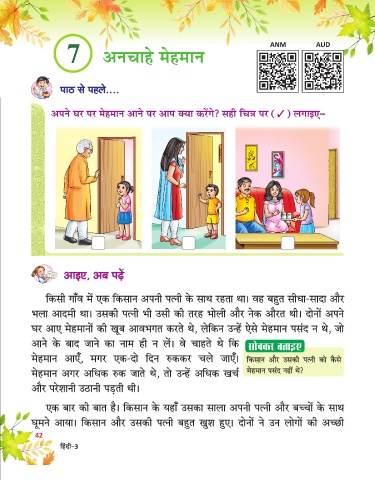 ANM AUD
7 अनचाहे मेहमान
पाठ से पहले....
अपने घर पर मेहमान आने पर आप क्या करेंगे? सही चित्र पर (✓) लगाइए–
आइए, अब पढ़ें
किसी गाँव में एक किसान अपनी पत्नी के साथ रहता था। वह बहुत सीधा-सादा और
भला आदमी था। उसकी पत्नी भी उसी की तरह भोली और नेक औरत थी। दोनों अपने
घर आए मेहमानों की खूब आवभगत करते थे, लेकिन उन्हें ऐसे मेहमान पसंद न थे, जो
आने के बाद जाने का नाम ही न लें। वे चाहते थे कि
मेहमान आएँ, मगर एक-दो दिन रुककर चले जाएँ।
मेहमान अगर अधिक रुक जाते थे, तो उन्हें अधिक खर्च
और परेशानी उठानी पड़ती थी।
सोचकर बताइए
किसान और उसकी पत्नी को कैसे
मेहमान पसंद नहीं थे?
एक बार की बात है। किसान के यहाँ उसका साला अपनी पत्नी और बच्चों के साथ
घूमने आया। किसान और उसकी पत्नी बहुत खुश हुए। दोनों ने उन लोगों की अच्छी
42
हिंदी-3